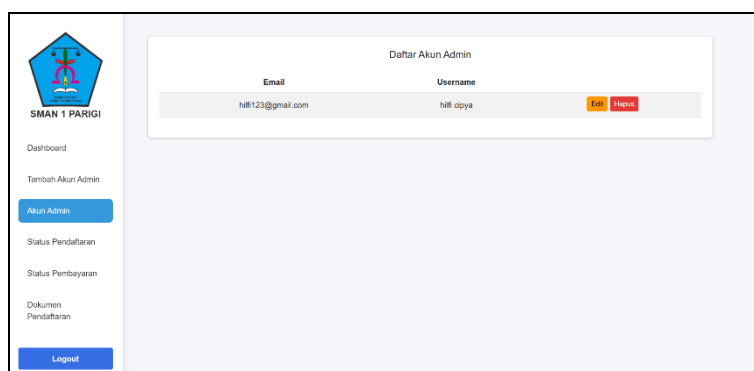 SMAN 1 PARIGI
Dashboard
Tambah Akun Admin
Akun Admin
Status Pendaftaran
Status Pembayaran
Dokumen
Pendaftaran
Logout
Daftar Akun Admin
Email Username
hilfi123@gmail.com hilfi cipya Edit Hapus